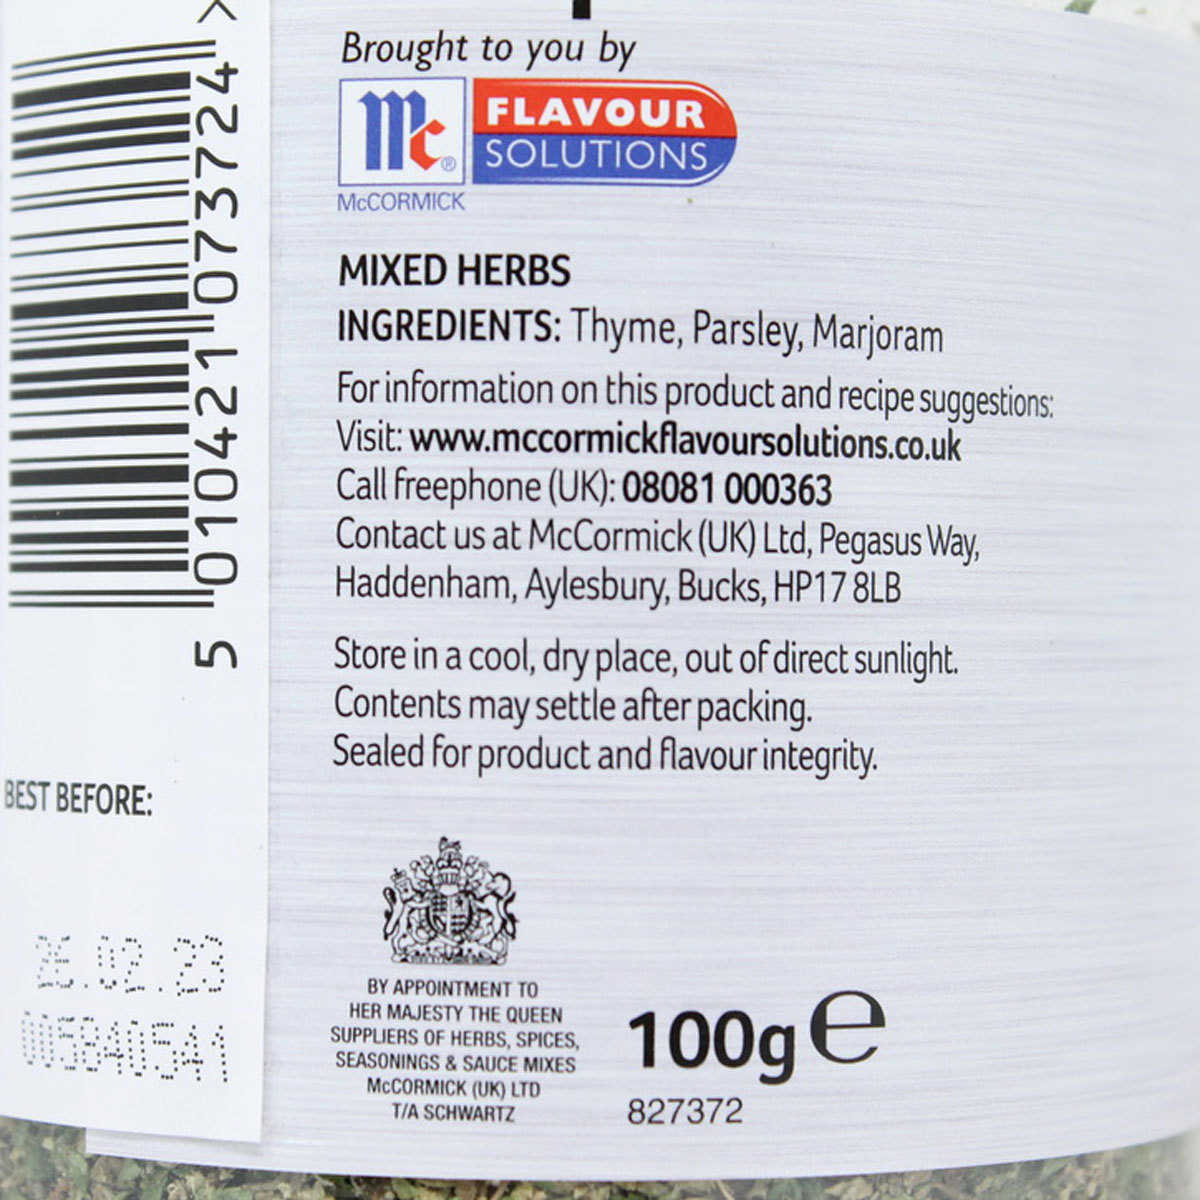 Brought to you by
Mc®
FLAVOUR
SOLUTIONS
McCORMICK
MIXED HERBS
INGREDIENTS: Thyme, Parsley, Marjoram
For information on this product and recipe suggestions:
Visit: www.mccormickflavoursolutions.co.uk
Call freephone (UK): 08081 000363
Contact us at McCormick (UK) Ltd, Pegasus Way,
Haddenham, Aylesbury, Bucks, HP17 8LB
Store in a cool, dry place, out of direct sunlight.
Contents may settle after packing.
Sealed for product and flavour integrity.
BY APPOINTMENT TO
HER MAJESTY THE QUEEN
SUPPLIERS OF HERBS, SPICES,
SEASONINGS & SAUCE MIXES
McCORMICK (UK) LTD
T/A SCHWARTZ
100g e
827372
5 010421 073724 >
BEST BEFORE:
26.02.23